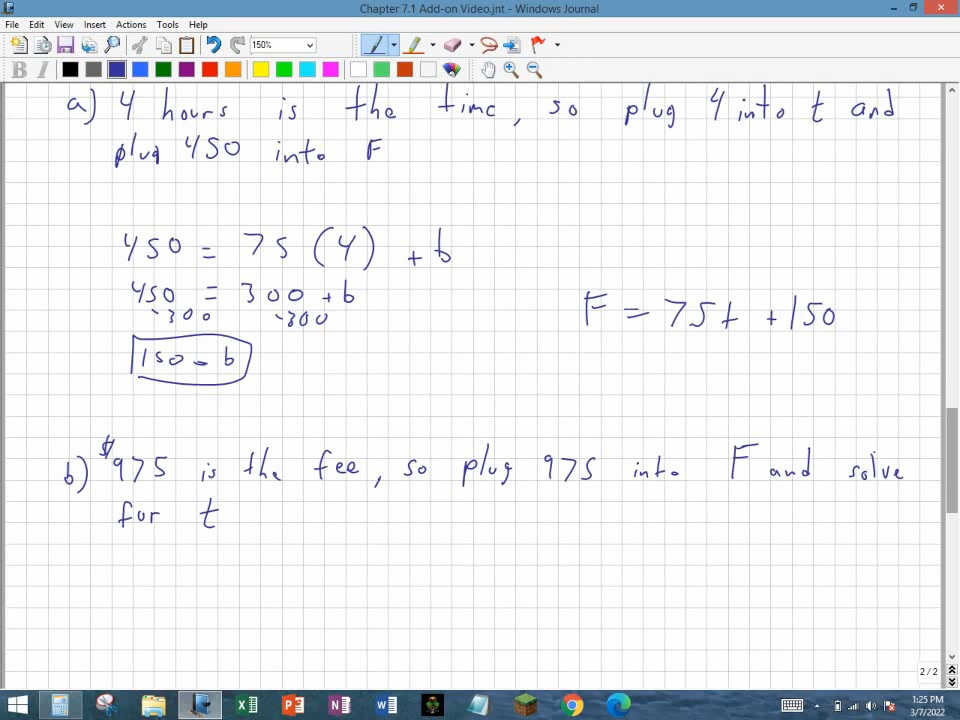 Chapter 7.1 Add-on Video.jnt - Windows Journal
File Edit View Insert Actions Tools Help
150%
B I
a) 4 hours is the time, so plug 4 into t and
plug 450 into F
450 = 75 (4) + b
450 = 300 + b
-300 -300
150 = b
F = 75t + 150
b) $975 is the fee, so plug 975 into F and solve
for t
2 / 2
1:25 PM
3/7/2022